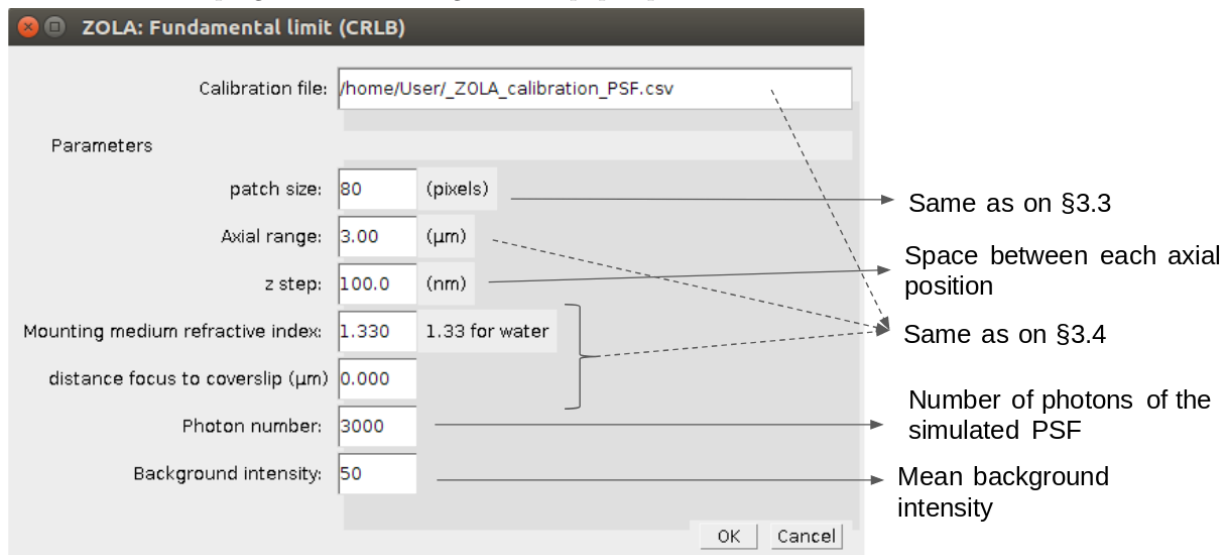 ZOLA: Fundamental limit (CRLB)
Calibration file: /home/User/_ZOLA_calibration_PSF.csv
Parameters
patch size: 80 (pixels)
Same as on §3.3
Axial range: 3.00 (µm)
Space between each axial
position
z step: 100.0 (nm)
Mounting medium refractive index: 1.330 1.33 for water
Same as on §3.4
distance focus to coverslip (µm) 0.000
Number of photons of the
simulated PSF
Photon number: 3000
Background intensity: 50
Mean background
intensity
OK Cancel